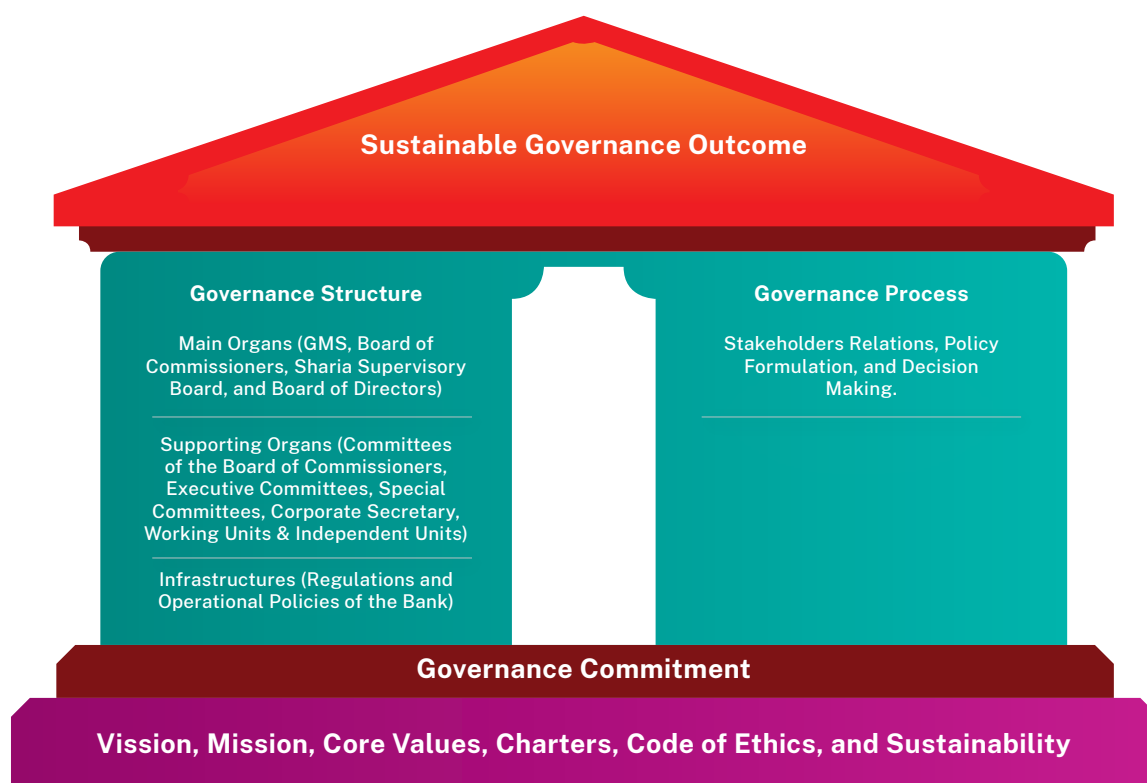 Sustainable Governance Outcome
Governance Structure
Main Organs (GMS, Board of
Commissioners, Sharia Supervisory
Board, and Board of Directors)
Supporting Organs (Committees
of the Board of Commissioners,
Executive Committees, Special
Committees, Corporate Secretary,
Working Units & Independent Units)
Infrastructures (Regulations and
Operational Policies of the Bank)
Governance Process
Stakeholders Relations, Policy
Formulation, and Decision
Making.
Governance Commitment
Vission, Mission, Core Values, Charters, Code of Ethics, and Sustainability